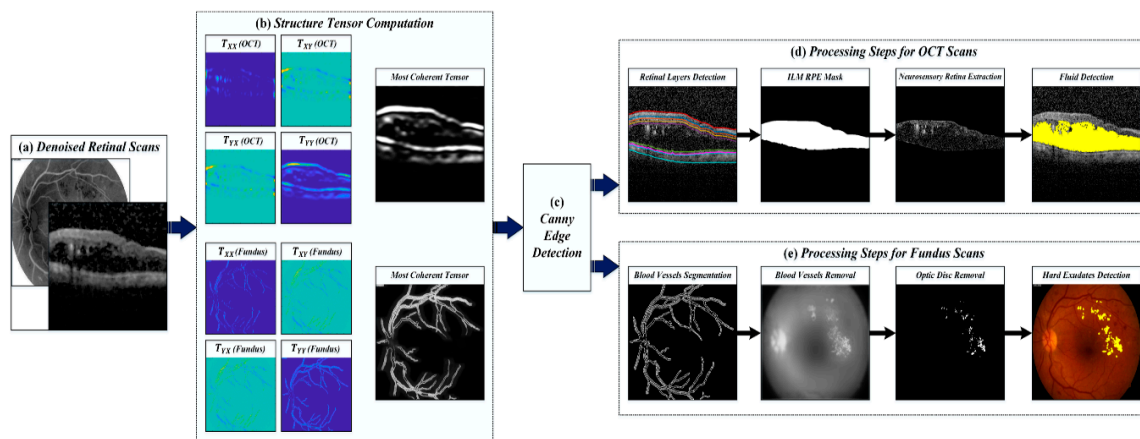 (a) Denoised Retinal Scans
(b) Structure Tensor Computation
T_XX (OCT)
T_XY (OCT)
T_YX (OCT)
T_YY (OCT)
Most Coherent Tensor
T_XX (Fundus)
T_XY (Fundus)
T_YX (Fundus)
T_YY (Fundus)
Most Coherent Tensor
(c)
Canny
Edge
Detection
(d) Processing Steps for OCT Scans
Retinal Layers Detection
ILM RPE Mask
Neurosensory Retina Extraction
Fluid Detection
(e) Processing Steps for Fundus Scans
Blood Vessels Segmentation
Blood Vessels Removal
Optic Disc Removal
Hard Exudates Detection